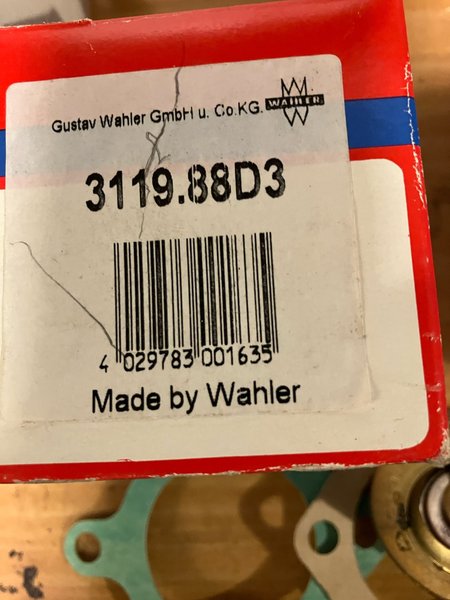 Gustav Wahler GmbH u. Co.KG.
WAHLER
3119.88D3
4 029783 001635
Made by Wahler